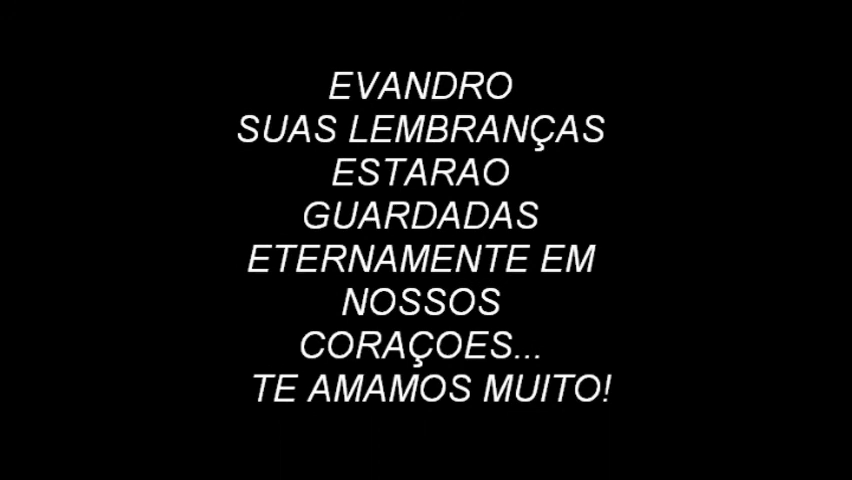 EVANDRO
SUAS LEMBRANÇAS
ESTARAO
GUARDADAS
ETERNAMENTE EM
NOSSOS
CORAÇOES...
TE AMAMOS MUITO!